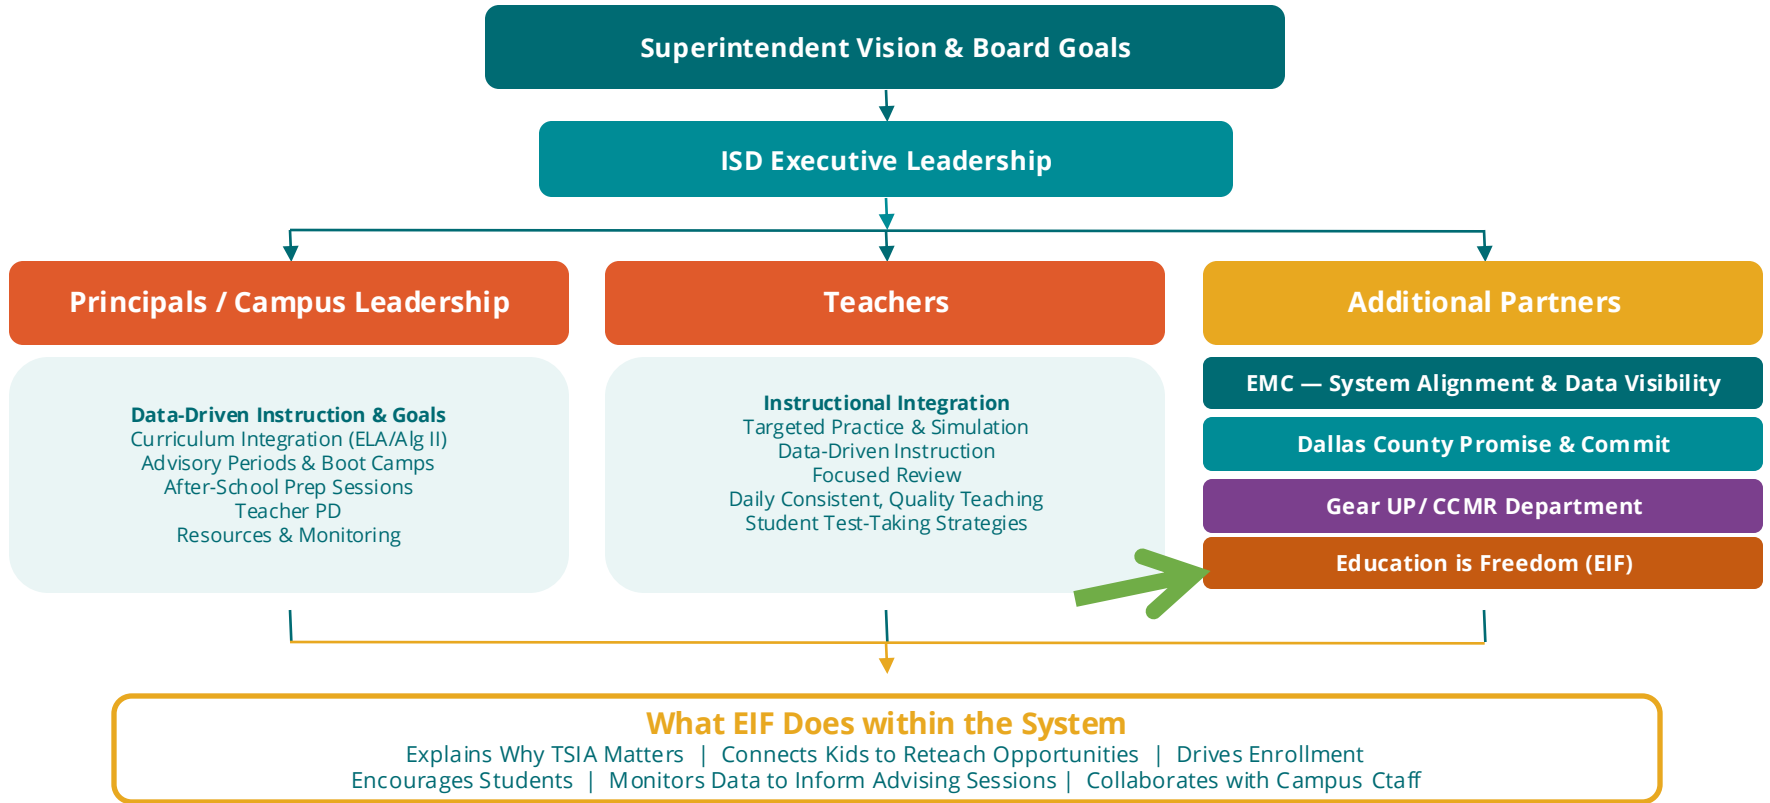 Superintendent Vision & Board Goals
ISD Executive Leadership
Principals / Campus Leadership
Data-Driven Instruction & Goals
Curriculum Integration (ELA/Alg II)
Advisory Periods & Boot Camps
After-School Prep Sessions
Teacher PD
Resources & Monitoring
Teachers
Instructional Integration
Targeted Practice & Simulation
Data-Driven Instruction
Focused Review
Daily Consistent, Quality Teaching
Student Test-Taking Strategies
Additional Partners
EMC — System Alignment & Data Visibility
Dallas County Promise & Commit
Gear UP/ CCMR Department
Education is Freedom (EIF)
What EIF Does within the System
Explains Why TSIA Matters | Connects Kids to Reteach Opportunities | Drives Enrollment
Encourages Students | Monitors Data to Inform Advising Sessions | Collaborates with Campus Ctaff